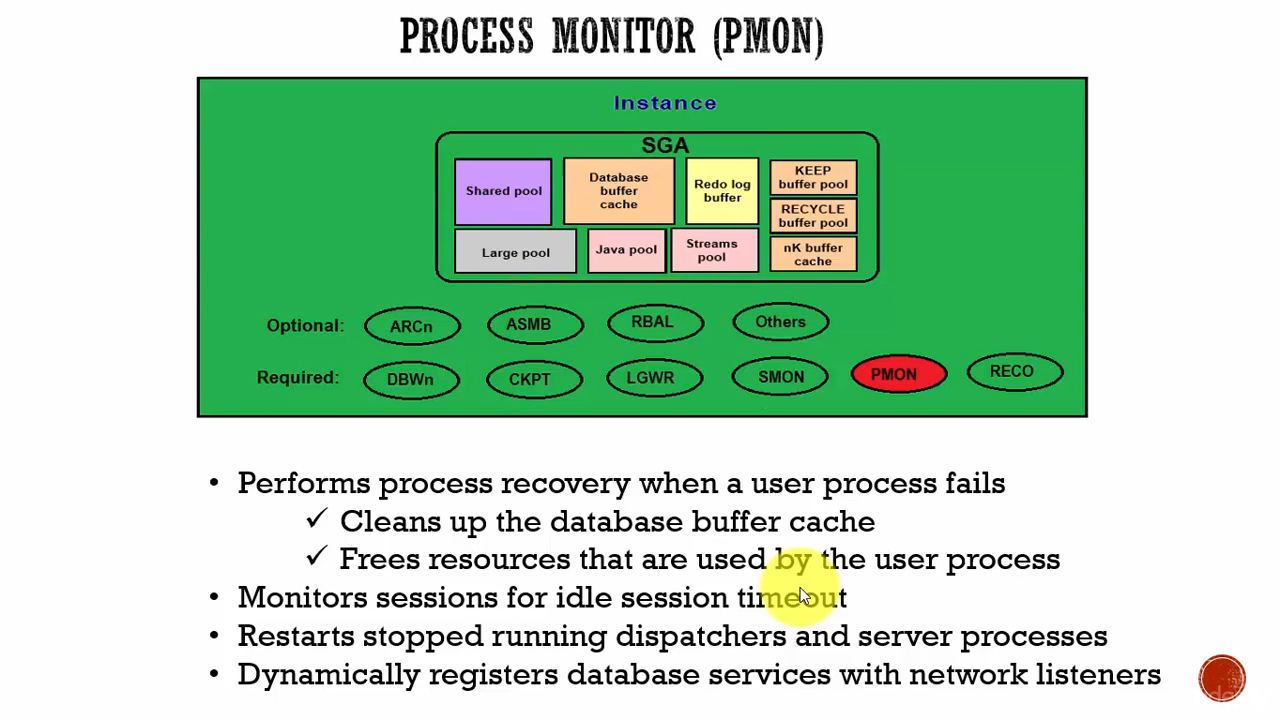 PROCESS MONITOR (PMON)
Instance
SGA
Shared pool
Database
buffer
cache
Redo log
buffer
KEEP
buffer pool
RECYCLE
buffer pool
Large pool
Java pool
Streams
pool
nK buffer
cache
Optional:
ARCn
ASMB
RBAL
Others
Required:
DBWn
CKPT
LGWR
SMON
PMON
RECO
• Performs process recovery when a user process fails
✓ Cleans up the database buffer cache
✓ Frees resources that are used by the user process
• Monitors sessions for idle session timeout
• Restarts stopped running dispatchers and server processes
• Dynamically registers database services with network listeners